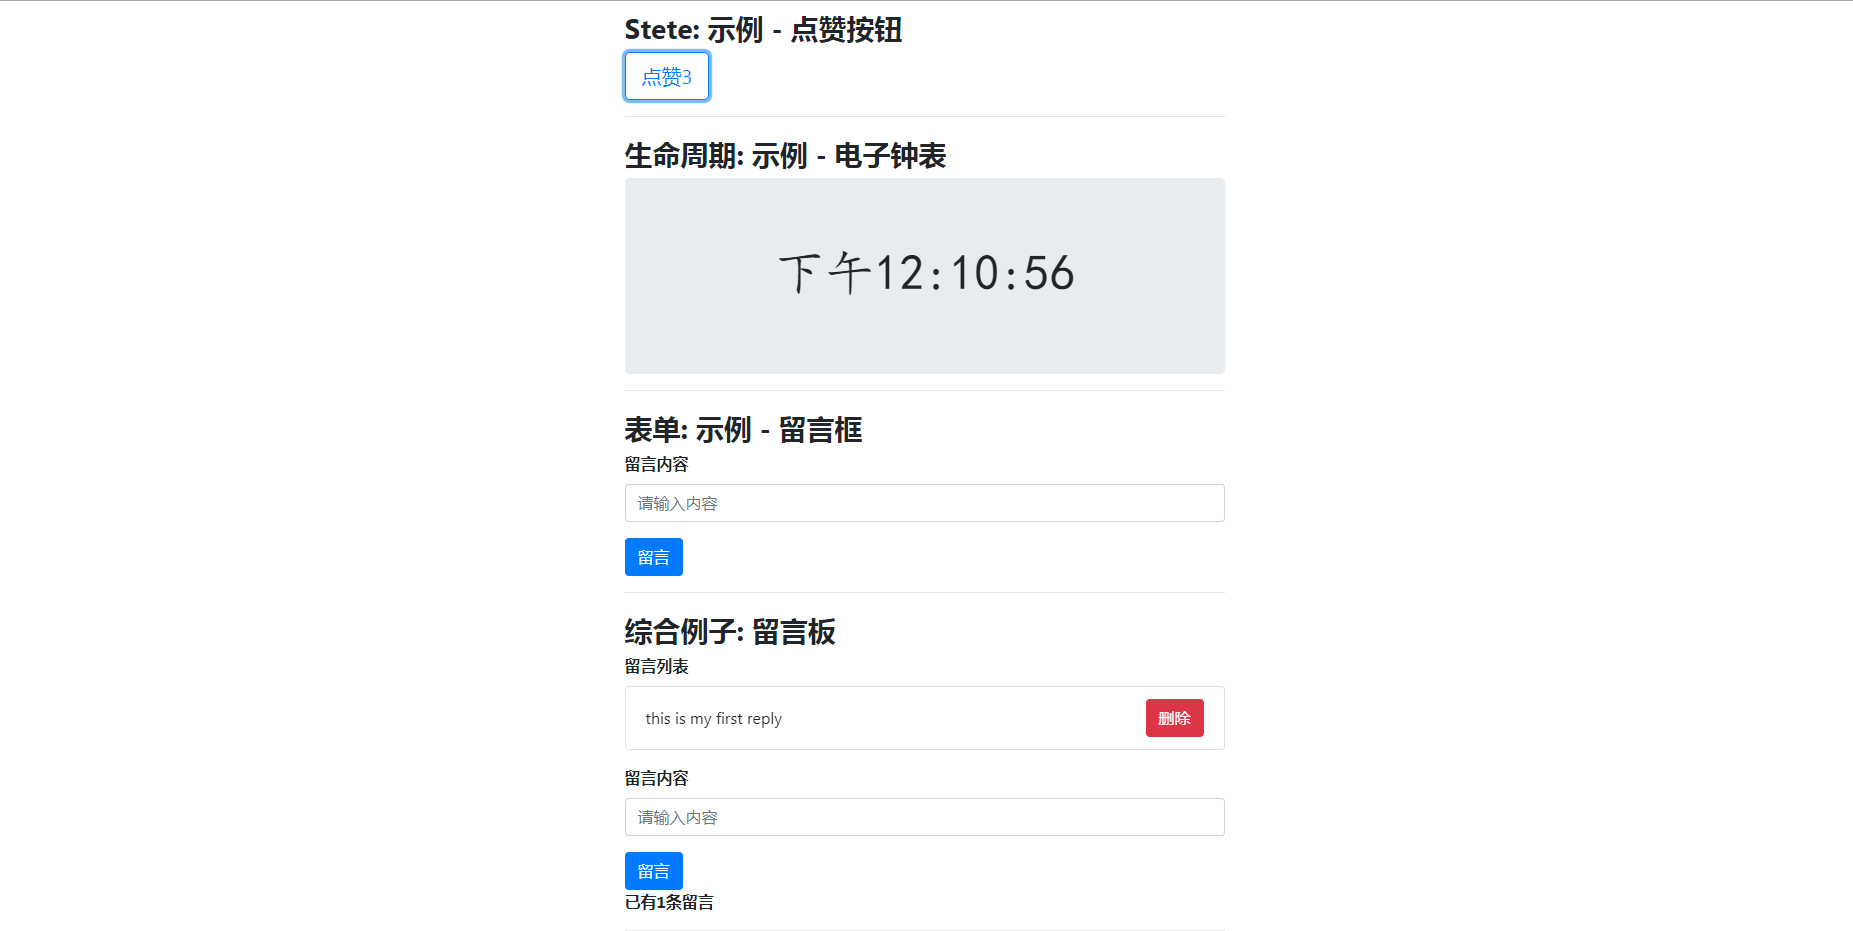 Stete: 示例 - 点赞按钮
点赞3
生命周期: 示例 - 电子钟表
下午12:10:56
表单: 示例 - 留言框
留言内容
请输入内容
留言
综合例子: 留言板
留言列表
this is my first reply 删除
留言内容
请输入内容
留言
已有1条留言